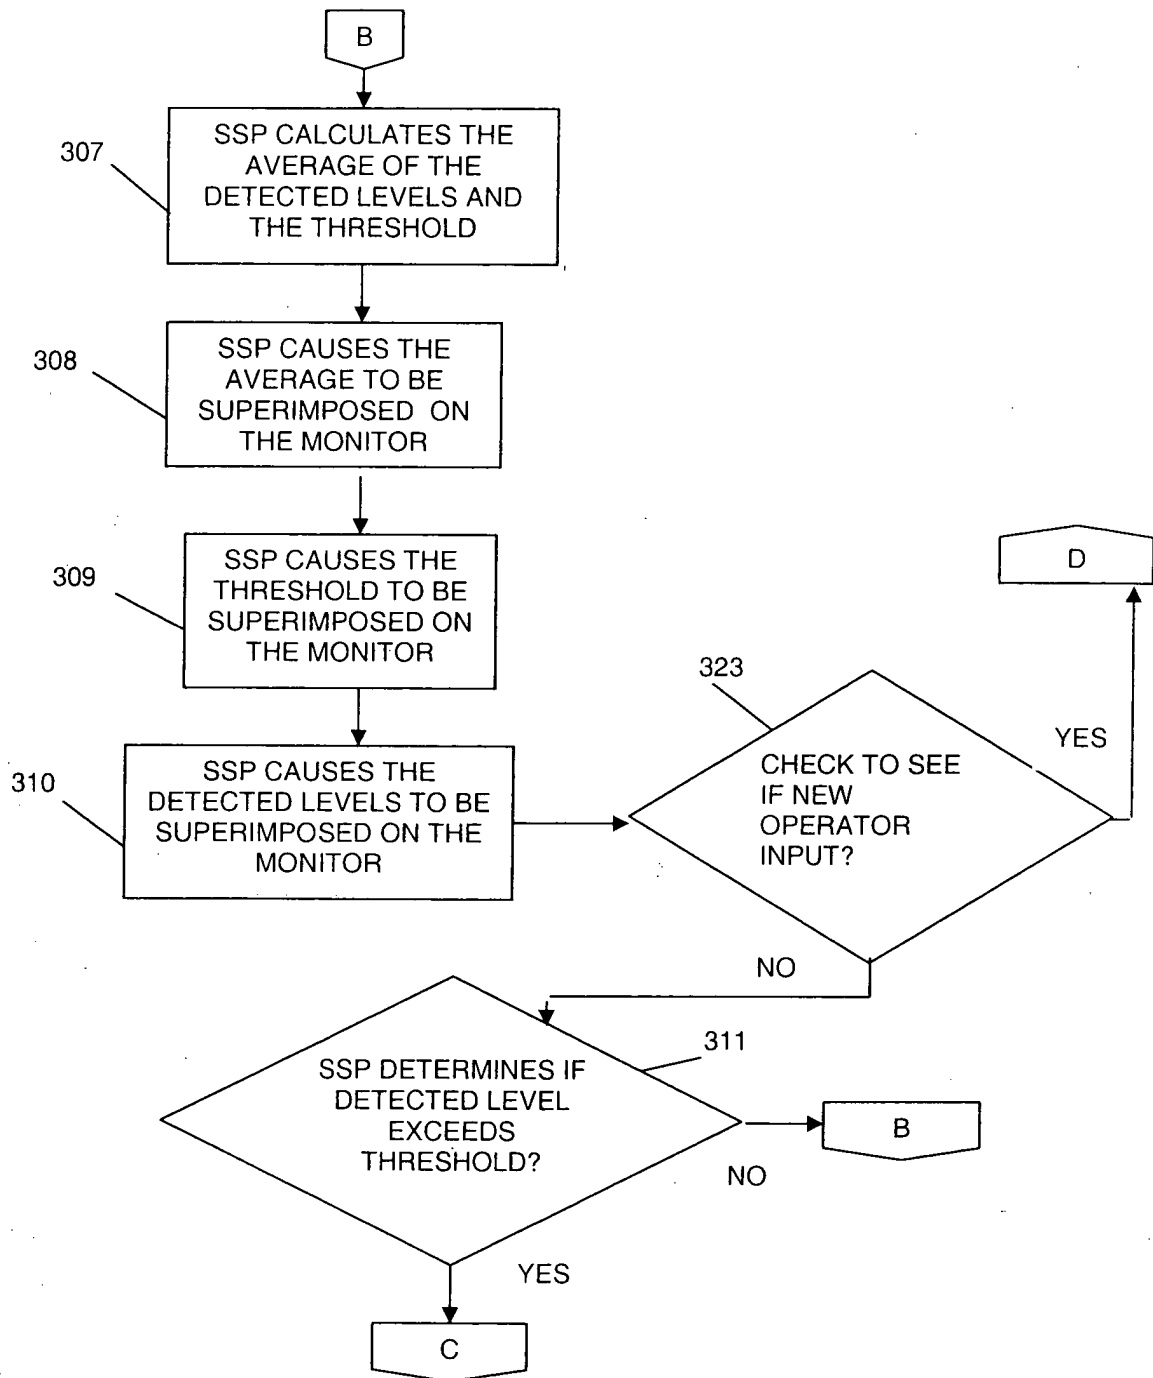 B
307
SSP CALCULATES THE
AVERAGE OF THE
DETECTED LEVELS AND
THE THRESHOLD
308
SSP CAUSES THE
AVERAGE TO BE
SUPERIMPOSED ON
THE MONITOR
309
SSP CAUSES THE
THRESHOLD TO BE
SUPERIMPOSED ON
THE MONITOR
D
310
SSP CAUSES THE
DETECTED LEVELS TO BE
SUPERIMPOSED ON THE
MONITOR
323
CHECK TO SEE
IF NEW
OPERATOR
INPUT?
YES
NO
311
SSP DETERMINES IF
DETECTED LEVEL
EXCEEDS
THRESHOLD?
NO
B
YES
C